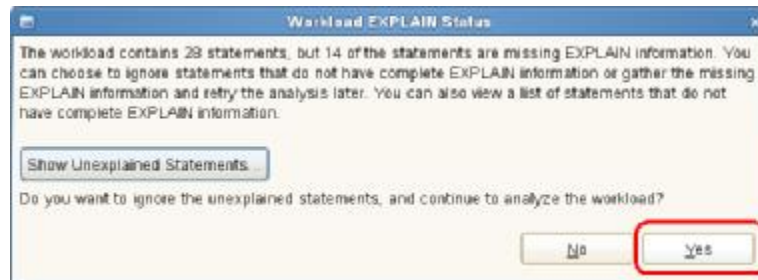 Workload EXPLAIN Status
The workload contains 28 statements, but 14 of the statements are missing EXPLAIN information. You
can choose to ignore statements that do not have complete EXPLAIN information or gather the missing
EXPLAIN information and retry the analysis later. You can also view a list of statements that do not
have complete EXPLAIN information.
Show Unexplained Statements...
Do you want to ignore the unexplained statements, and continue to analyze the workload?
No Yes